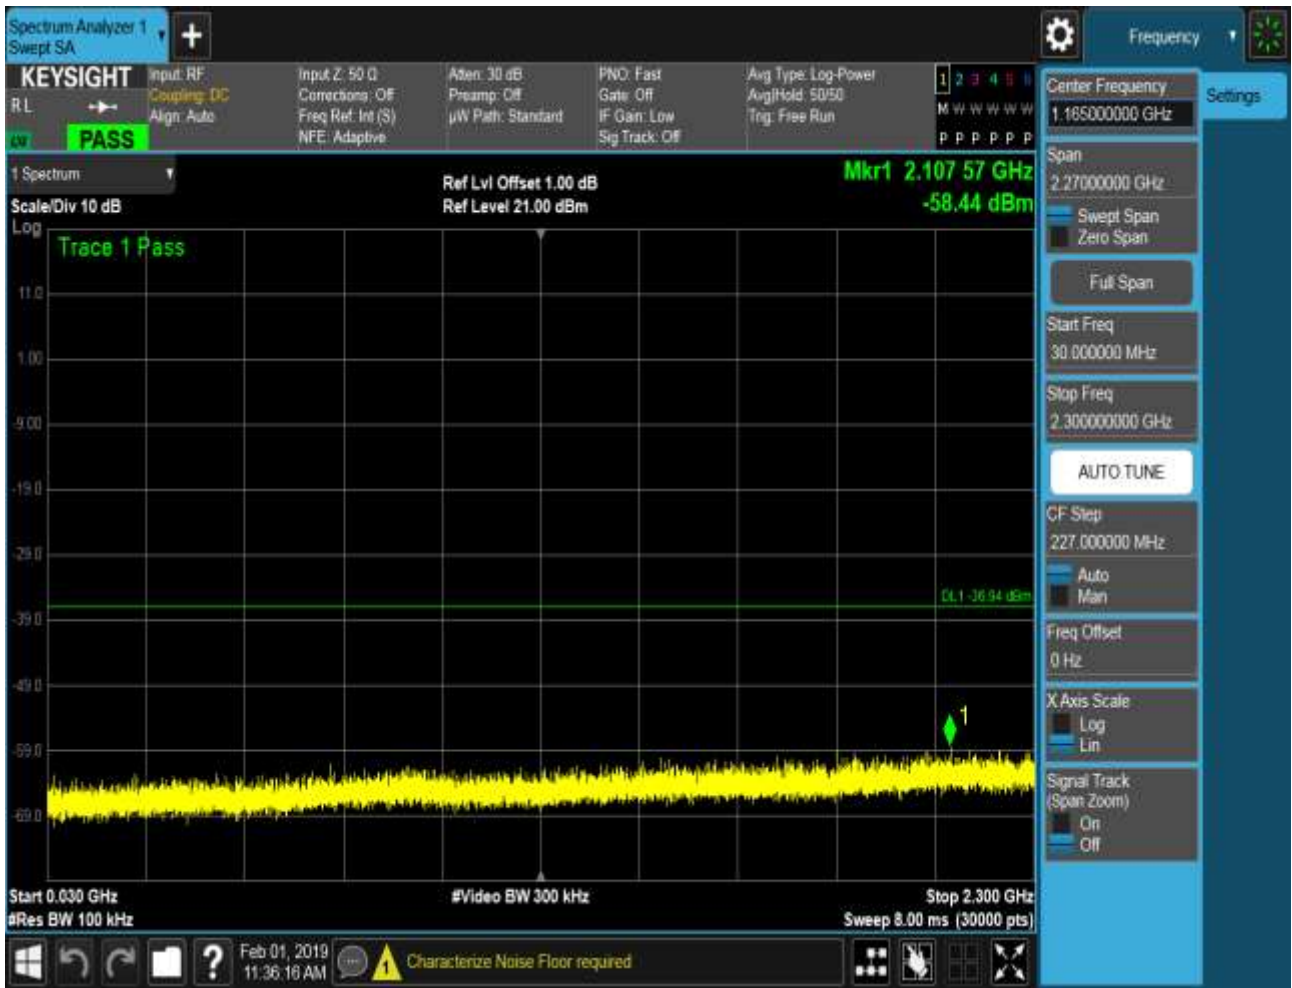 Spectrum Analyzer 1
Swept SA
Frequency
KEYSIGHT
RL
PASS
Input: RF
Coupling: DC
Align: Auto
Input Z: 50 Ω
Corrections: Off
Freq Ref: Int (S)
NFE: Adaptive
Atten: 30 dB
Preamp: Off
µW Path: Standard
PNO: Fast
Gate: Off
IF Gain: Low
Sig Track: Off
Avg Type: Log-Power
Avg|Hold: 50/50
Trig: Free Run
1 2 3 4 5 6
M W W W W W
P P P P P P
1 Spectrum
Scale/Div 10 dB
Ref Lvl Offset 1.00 dB
Ref Level 21.00 dBm
Mkr1 2.107 57 GHz
-58.44 dBm
Log
Trace 1 Pass
11.0
1.00
-9.00
-19.0
-29.0
DL1 -36.94 dBm
-39.0
-49.0
1
-59.0
-69.0
Start 0.030 GHz
#Video BW 300 kHz
Stop 2.300 GHz
#Res BW 100 kHz
Sweep 8.00 ms (30000 pts)
?
Feb 01, 2019
11:36:16 AM
1
Characterize Noise Floor required
Center Frequency
1.165000000 GHz
Settings
Span
2.27000000 GHz
Swept Span
Zero Span
Full Span
Start Freq
30.000000 MHz
Stop Freq
2.300000000 GHz
AUTO TUNE
CF Step
227.000000 MHz
Auto
Man
Freq Offset
0 Hz
X Axis Scale
Log
Lin
Signal Track
(Span Zoom)
On
Off